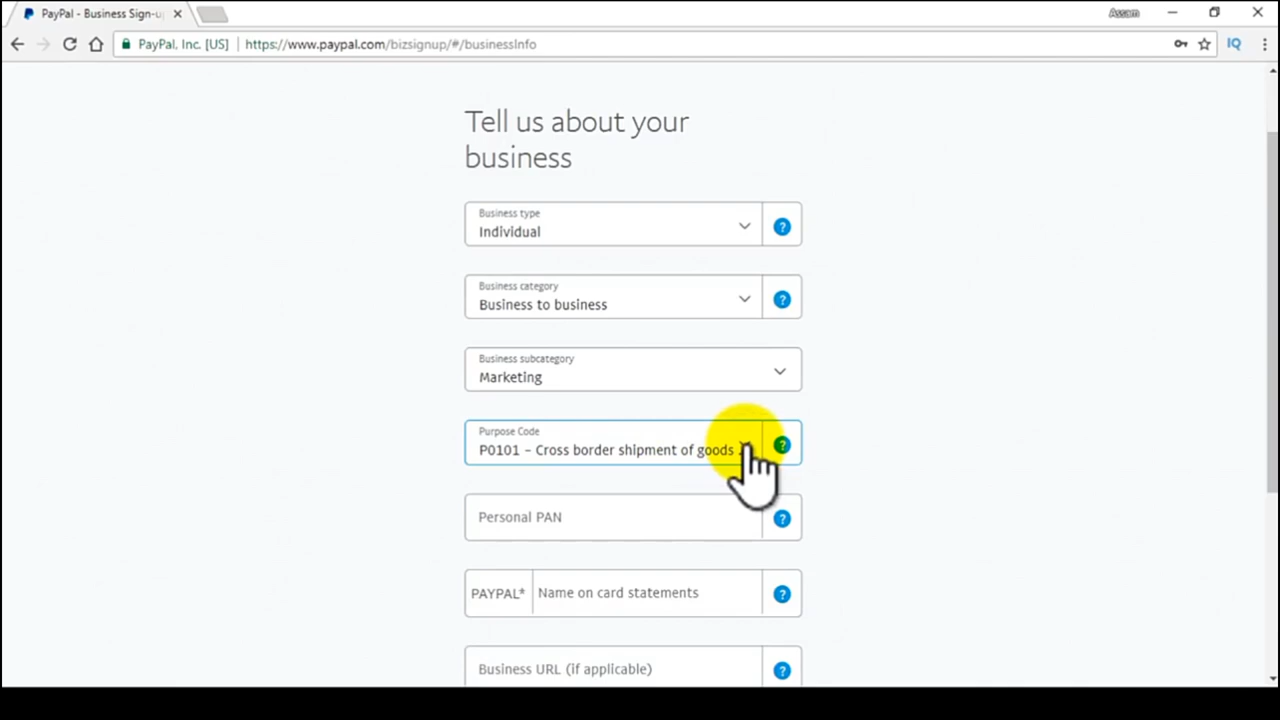 PayPal - Business Sign-u
Assam
PayPal, Inc. [US]
https://www.paypal.com/bizsignup/#/businessInfo
IQ
Tell us about your
business
Business type
Individual
?
Business category
Business to business
?
Business subcategory
Marketing
Purpose Code
P0101 – Cross border shipment of goods
?
Personal PAN
?
PAYPAL*
Name on card statements
?
Business URL (if applicable)
?